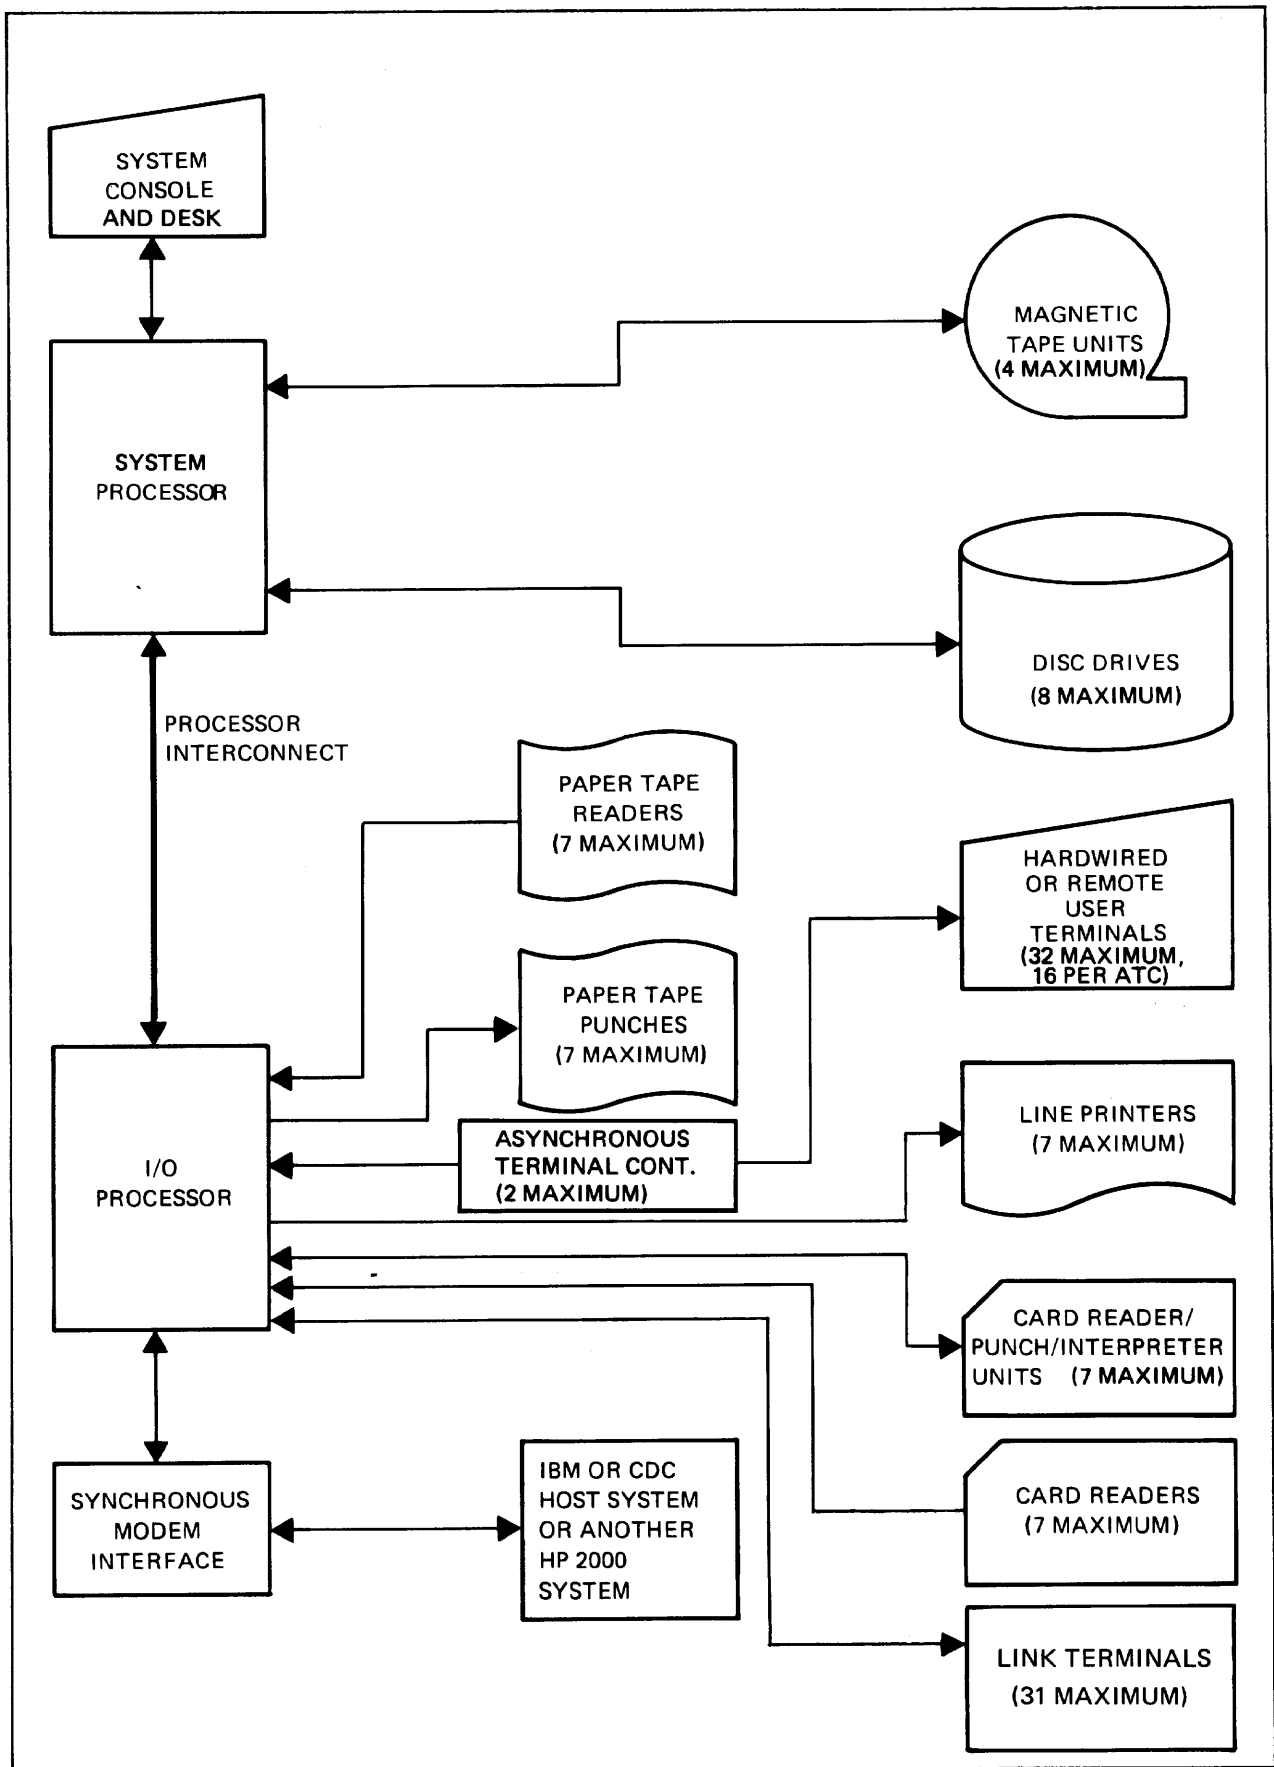 SYSTEM
CONSOLE
AND DESK
MAGNETIC
TAPE UNITS
(4 MAXIMUM)
SYSTEM
PROCESSOR
DISC DRIVES
(8 MAXIMUM)
PROCESSOR
INTERCONNECT
PAPER TAPE
READERS
(7 MAXIMUM)
HARDWIRED
OR REMOTE
USER
TERMINALS
(32 MAXIMUM,
16 PER ATC)
PAPER TAPE
PUNCHES
(7 MAXIMUM)
LINE PRINTERS
(7 MAXIMUM)
ASYNCHRONOUS
TERMINAL CONT.
(2 MAXIMUM)
I/O
PROCESSOR
CARD READER/
PUNCH/INTERPRETER
UNITS (7 MAXIMUM)
SYNCHRONOUS
MODEM
INTERFACE
IBM OR CDC
HOST SYSTEM
OR ANOTHER
HP 2000
SYSTEM
CARD READERS
(7 MAXIMUM)
LINK TERMINALS
(31 MAXIMUM)